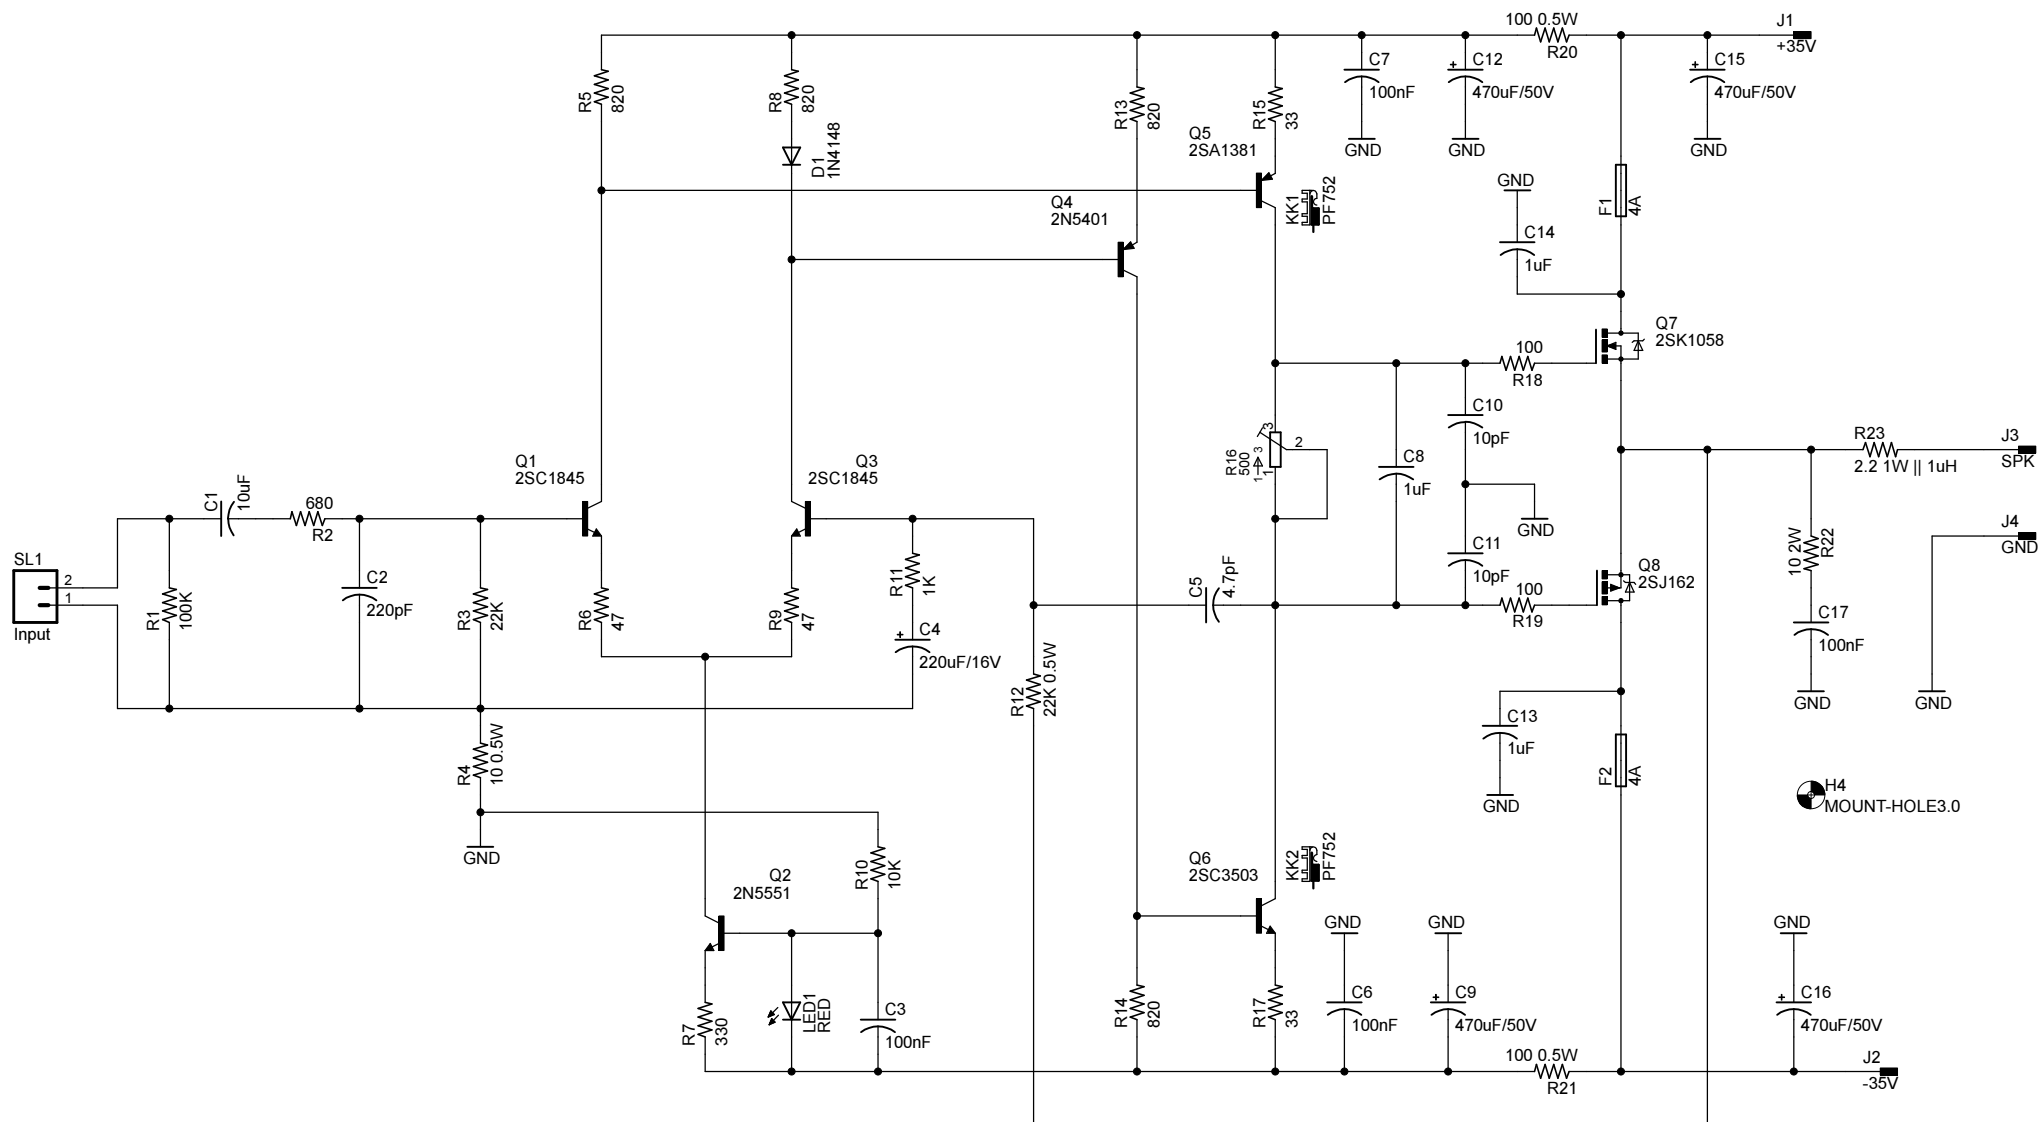 100 0.5W
R20
J1
+35V
R5
820
R8
820
D1
1N4148
R13
820
R15
33
C7
100nF
GND
C12
470uF/50V
GND
C15
470uF/50V
GND
Q5
2SA1381
KK1
PF752
Q4
2N5401
GND
C14
1uF
F1
4A
Q7
2SK1058
100
R18
C10
10pF
R16
500
3
2
1
1
3
C8
1uF
GND
C11
10pF
R23
2.2 1W || 1uH
J3
SPK
J4
GND
Q1
2SC1845
Q3
2SC1845
C1
10uF
680
R2
SL1
2
1
Input
R1
100K
C2
220pF
R3
22K
R6
47
R9
47
R11
1K
C4
220uF/16V
C5
4.7pF
100
R19
Q8
2SJ162
10 2W
R22
C17
100nF
GND
GND
R12
22K 0.5W
R4
10 0.5W
GND
C13
1uF
GND
F2
4A
H4
MOUNT-HOLE3.0
R10
10K
Q2
2N5551
Q6
2SC3503
KK2
PF752
R7
330
LED1
RED
C3
100nF
R14
820
R17
33
GND
C6
100nF
GND
C9
470uF/50V
GND
C16
470uF/50V
100 0.5W
R21
J2
-35V